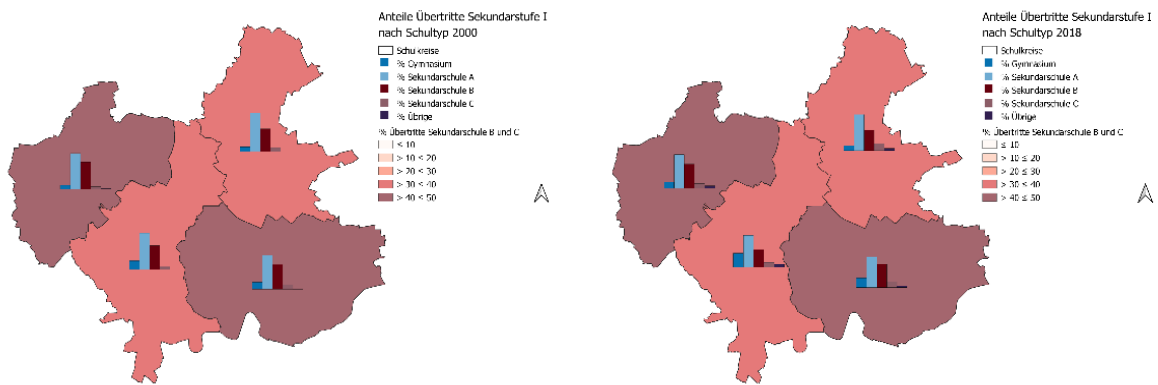 Anteile Übertritte Sekundarstufe I
nach Schultyp 2000
Schulkreise
% Gymnasium
% Sekundarschule A
% Sekundarschule B
% Sekundarschule C
% Übrige
% Übertritte Sekundarschule B und C
≤ 10
> 10 ≤ 20
> 20 ≤ 30
> 30 ≤ 40
> 40 ≤ 50
Anteile Übertritte Sekundarstufe I
nach Schultyp 2018
Schulkreise
% Gymnasium
% Sekundarschule A
% Sekundarschule B
% Sekundarschule C
% Übrige
% Übertritte Sekundarschule B und C
≤ 10
> 10 ≤ 20
> 20 ≤ 30
> 30 ≤ 40
> 40 ≤ 50